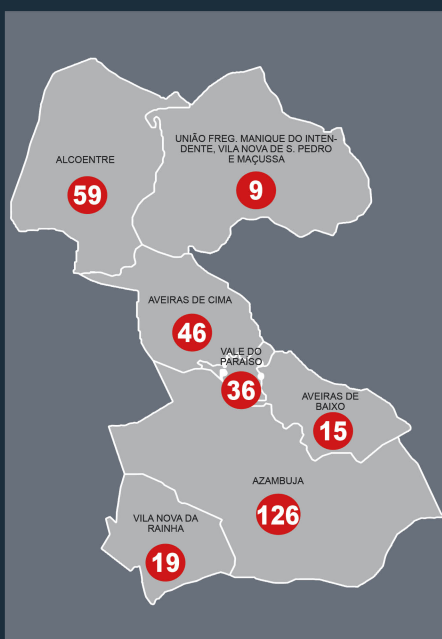 UNIÃO FREG. MANIQUE DO INTEN-
DENTE, VILA NOVA DE S. PEDRO
E MAÇUSSA
9
ALCOENTRE
59
AVEIRAS DE CIMA
46
VALE DO
PARAÍSO
36
AVEIRAS DE
BAIXO
15
AZAMBUJA
126
VILA NOVA DA
RAINHA
19